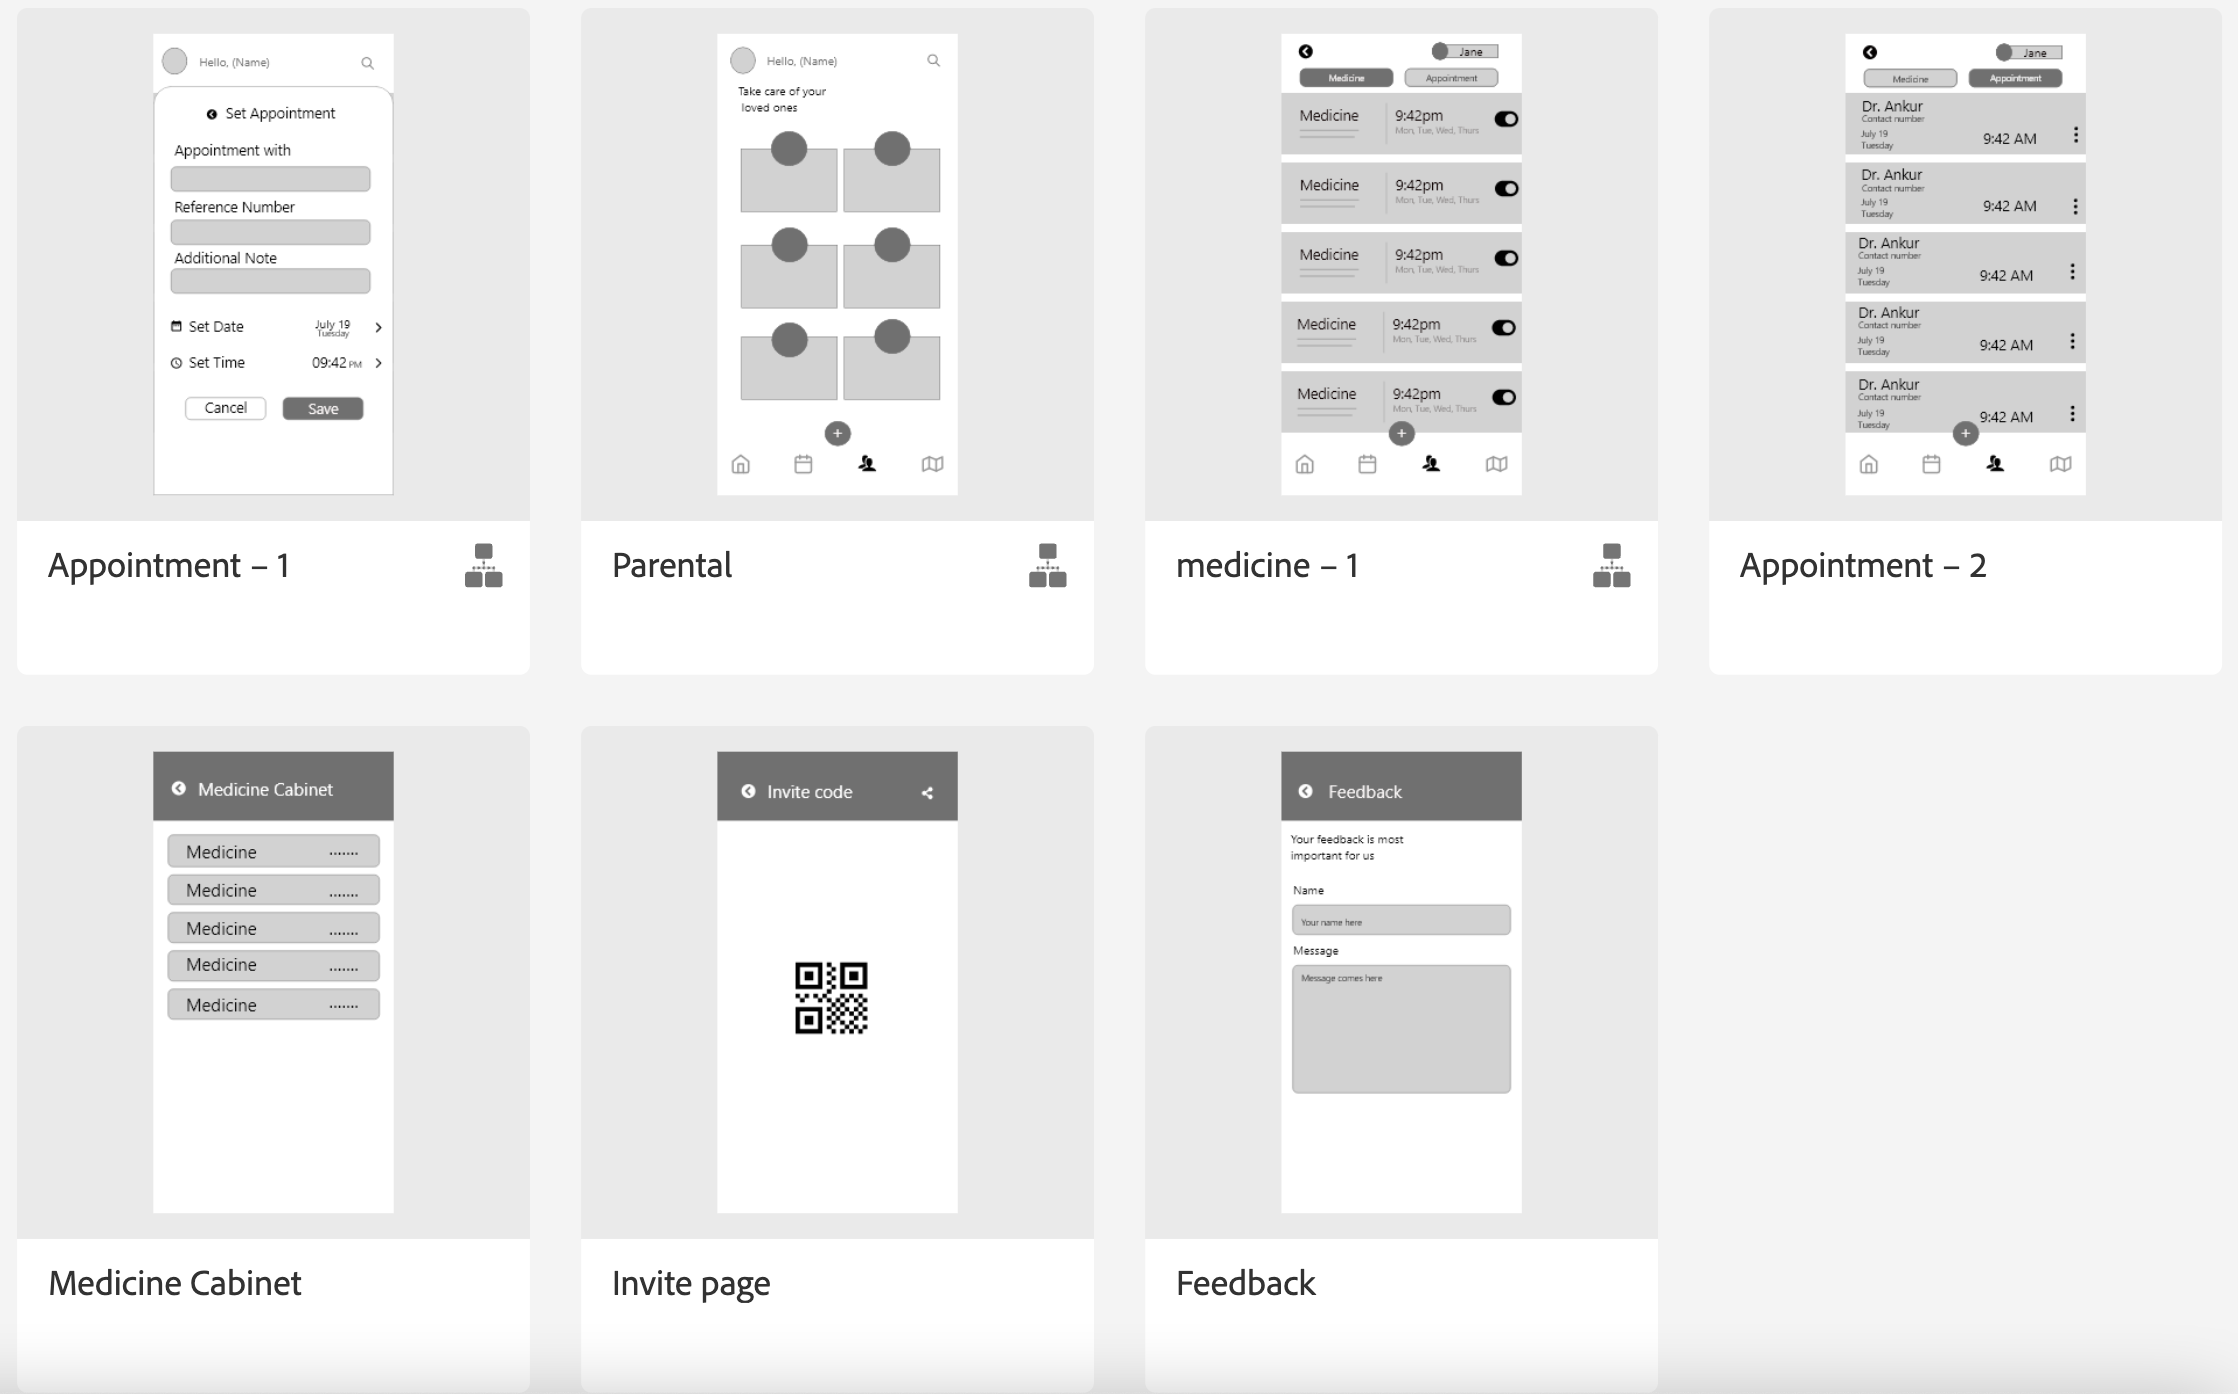 Hello, (Name)
Set Appointment
Appointment with
Reference Number
Additional Note
Set Date
July 19
Tuesday
Set Time
09:42 PM
Cancel
Save
Appointment – 1
Hello, (Name)
Take care of your
loved ones
+
Parental
Jane
Medicine
Appointment
Medicine
9:42pm
Mon, Tue, Wed, Thurs
Medicine
9:42pm
Mon, Tue, Wed, Thurs
Medicine
9:42pm
Mon, Tue, Wed, Thurs
Medicine
9:42pm
Mon, Tue, Wed, Thurs
Medicine
9:42pm
Mon, Tue, Wed, Thurs
+
medicine – 1
Jane
Medicine
Appointment
Dr. Ankur
Contact number
July 19
Tuesday
9:42 AM
Dr. Ankur
Contact number
July 19
Tuesday
9:42 AM
Dr. Ankur
Contact number
July 19
Tuesday
9:42 AM
Dr. Ankur
Contact number
July 19
Tuesday
9:42 AM
Dr. Ankur
Contact number
July 19
Tuesday
9:42 AM
+
Appointment – 2
Medicine Cabinet
Medicine .......
Medicine .......
Medicine .......
Medicine .......
Medicine .......
Medicine Cabinet
Invite code
Invite page
Feedback
Your feedback is most
important for us
Name
Your name here
Message
Message comes here
Feedback